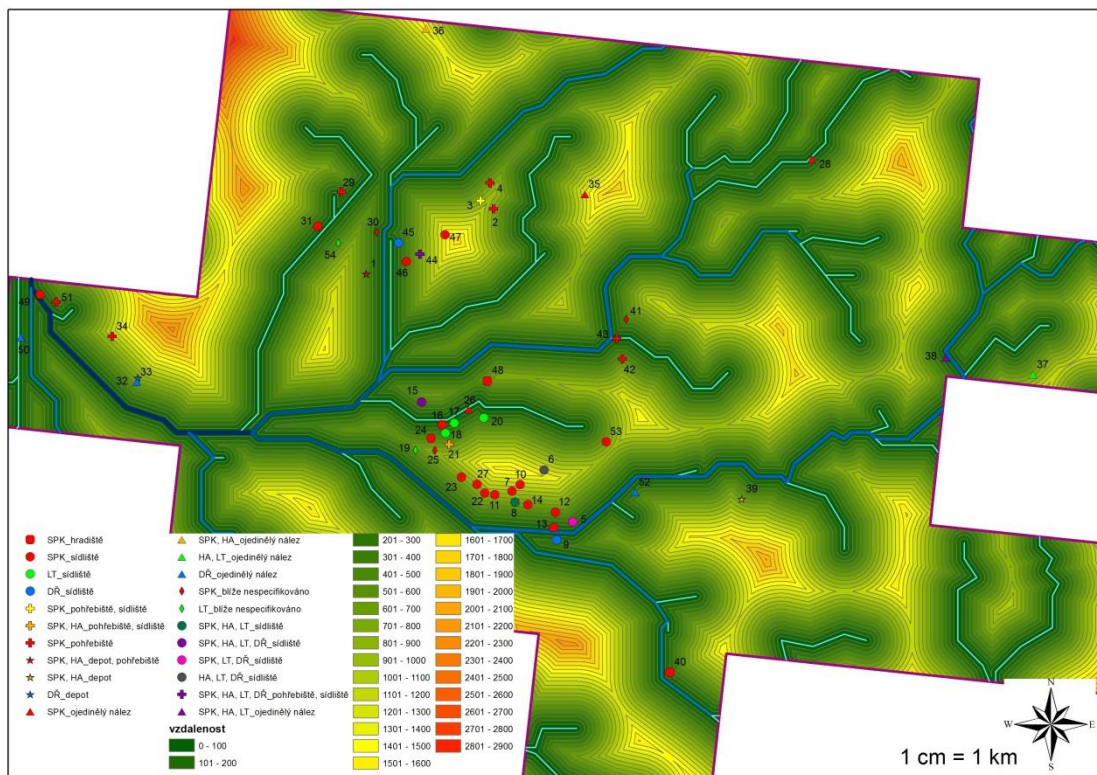 36
28
29
4
3
2
35
31
30
45
47
54
1
44
46
49
51
41
34
43
50
42
38
37
32
33
48
15
26
16
17
20
24
18
53
19
25
21
6
23
27
10
7
22
11
8
14
12
52
39
13
5
9
40
SPK_hradiště
SPK_sídliště
LT_sídliště
DŘ_sídliště
SPK_pohřebiště, sídliště
SPK, HA_pohřebiště, sídliště
SPK_pohřebiště
SPK, HA_depot, pohřebiště
SPK, HA_depot
DŘ_depot
SPK_ojedinělý nález
SPK, HA_ojedinělý nález
HA, LT_ojedinělý nález
DŘ_ojedinělý nález
SPK_blíže nespecifikováno
LT_blíže nespecifikováno
SPK, HA, LT_sídliště
SPK, HA, LT, DŘ_sídliště
SPK, LT, DŘ_sídliště
HA, LT, DŘ_sídliště
SPK, HA, LT, DŘ_pohřebiště, sídliště
SPK, HA, LT_ojedinělý nález
vzdalenost
0 - 100
101 - 200
201 - 300
301 - 400
401 - 500
501 - 600
601 - 700
701 - 800
801 - 900
901 - 1000
1001 - 1100
1101 - 1200
1201 - 1300
1301 - 1400
1401 - 1500
1501 - 1600
1601 - 1700
1701 - 1800
1801 - 1900
1901 - 2000
2001 - 2100
2101 - 2200
2201 - 2300
2301 - 2400
2401 - 2500
2501 - 2600
2601 - 2700
2701 - 2800
2801 - 2900
N
W
E
S
1 cm = 1 km